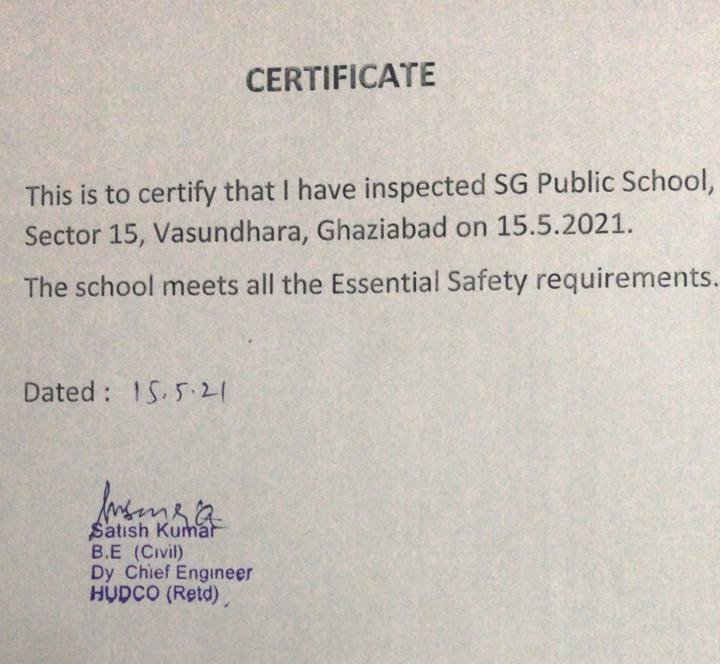 CERTIFICATE
This is to certify that I have inspected SG Public School,
Sector 15, Vasundhara, Ghaziabad on 15.5.2021.
The school meets all the Essential Safety requirements.
Dated : 15.5.21
Satish Kumar
B.E (Civil)
Dy Chief Engineer
HUDCO (Retd)